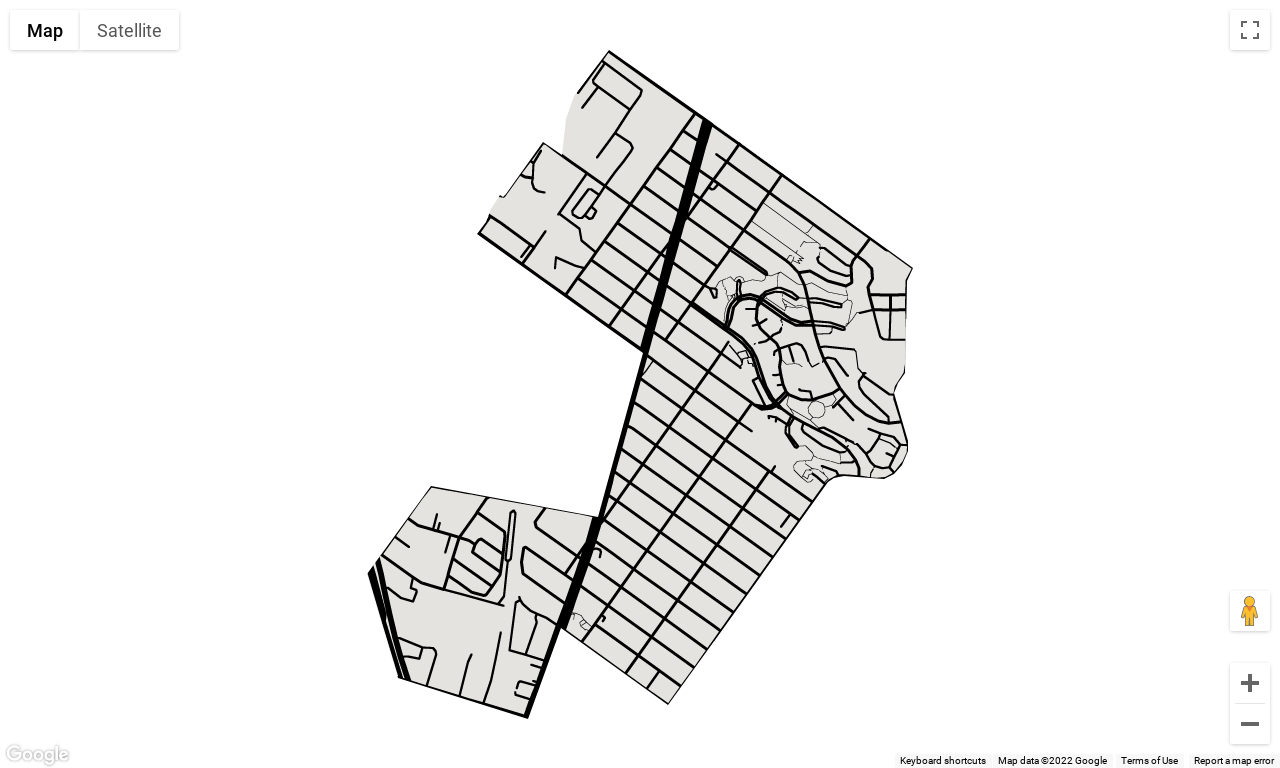 Map
Satellite
Google
Keyboard shortcuts
Map data ©2022 Google
Terms of Use
Report a map error